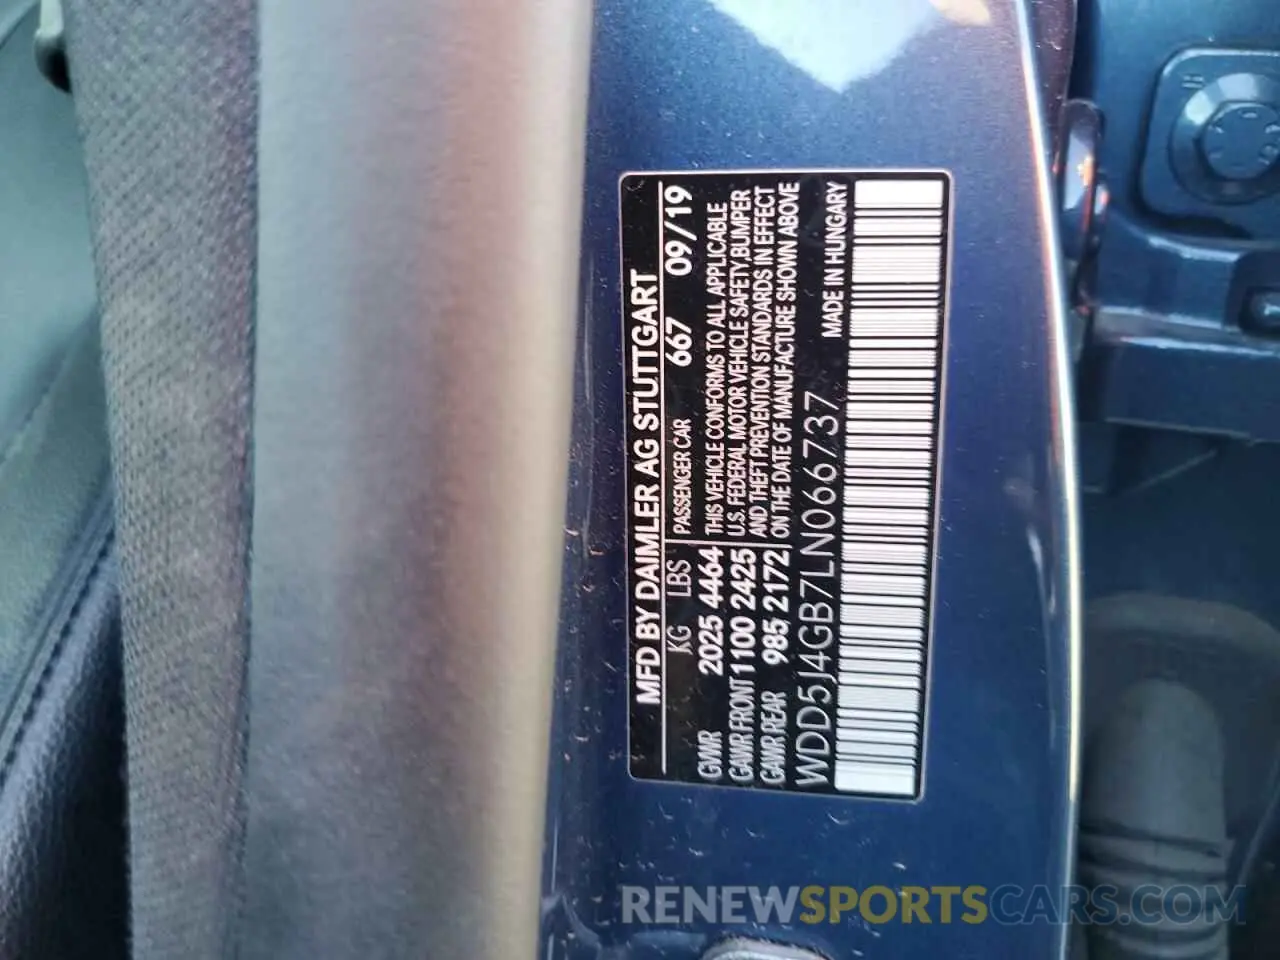 MFD BY DAIMLER AG STUTTGART
KG LBS PASSENGER CAR 667 09/19
GVWR 2025 4464 THIS VEHICLE CONFORMS TO ALL APPLICABLE
GAWR FRONT 1100 2425 U.S. FEDERAL MOTOR VEHICLE SAFETY,BUMPER
GAWR REAR 985 2172 AND THEFT PREVENTION STANDARDS IN EFFECT
ON THE DATE OF MANUFACTURE SHOWN ABOVE
WDD5J4GB7LN066737 MADE IN HUNGARY
RENEWSPORTSCARS.COM